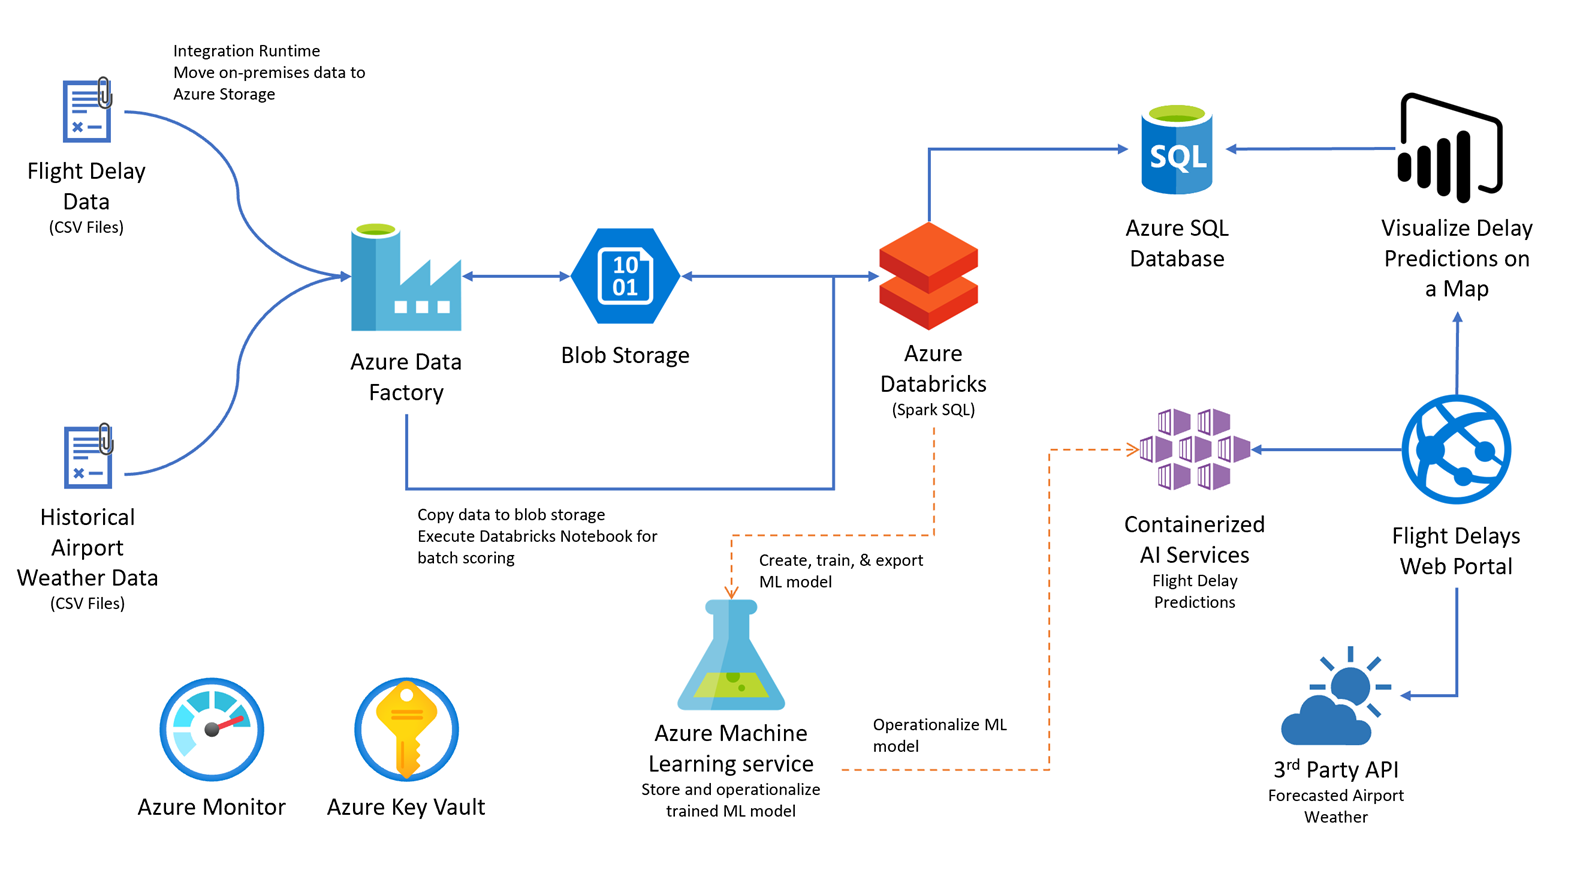 Integration Runtime
Move on-premises data to
Azure Storage
Flight Delay
Data
(CSV Files)
Historical
Airport
Weather Data
(CSV Files)
Azure Data
Factory
10
01
Blob Storage
Copy data to blob storage
Execute Databricks Notebook for
batch scoring
Azure
Databricks
(Spark SQL)
SQL
Azure SQL
Database
Visualize Delay
Predictions on
a Map
Create, train, & export
ML model
Azure Machine
Learning service
Store and operationalize
trained ML model
Operationalize ML
model
Containerized
AI Services
Flight Delay
Predictions
Flight Delays
Web Portal
3rd Party API
Forecasted Airport
Weather
Azure Monitor
Azure Key Vault